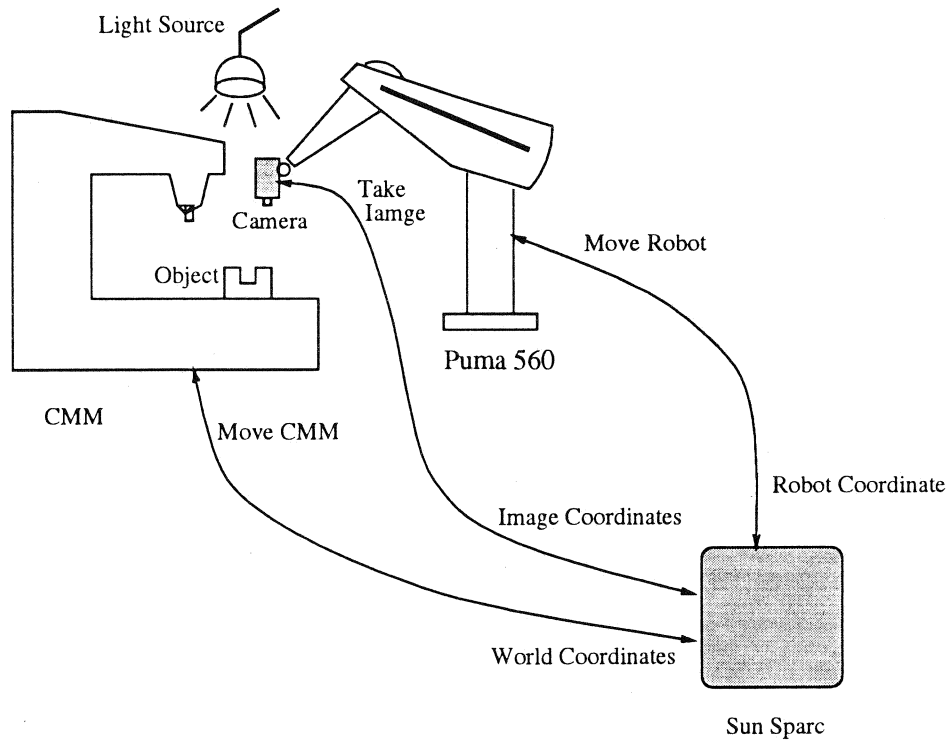 Light Source
Take
Iamge
Camera
Move Robot
Object
Puma 560
CMM
Move CMM
Robot Coordinate
Image Coordinates
World Coordinates
Sun Sparc